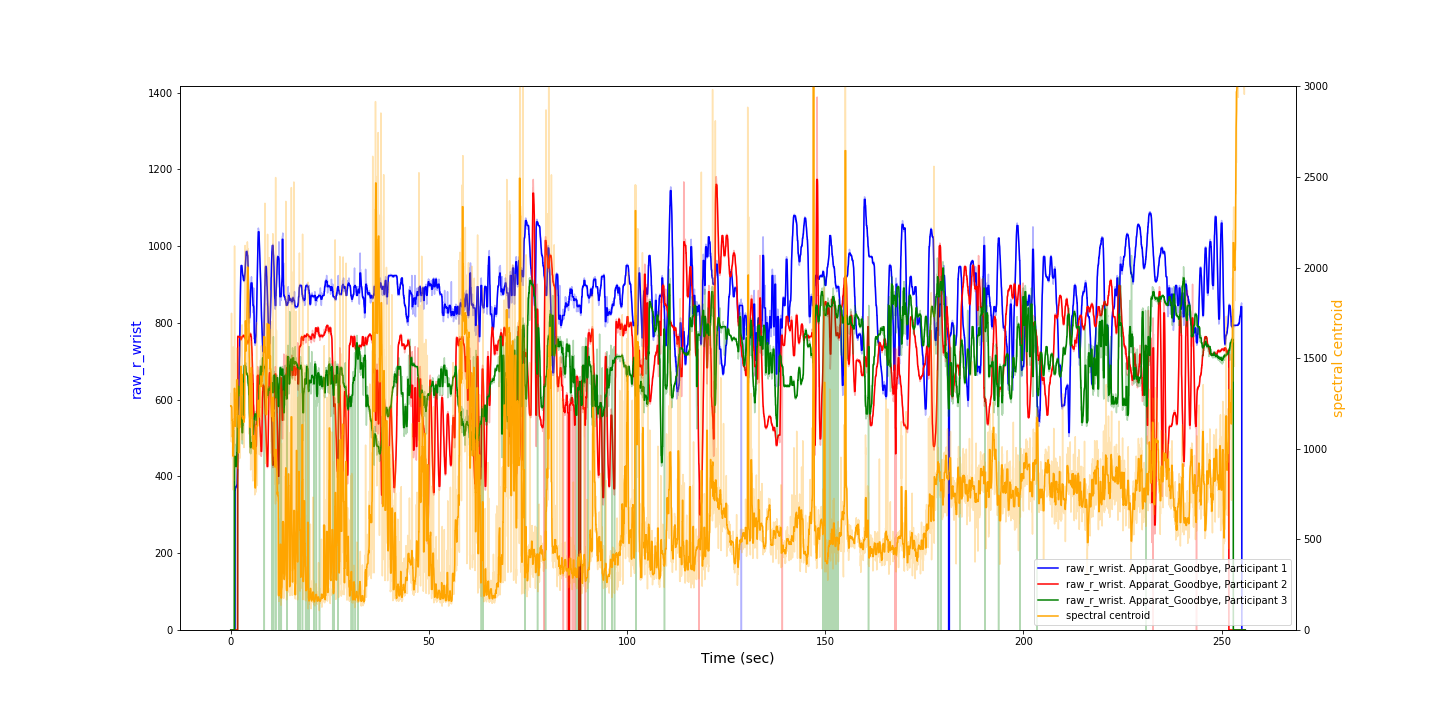 1400
1200
1000
800
600
400
200
0
raw_r_wrist
3000
2500
2000
1500
1000
500
0
spectral centroid
raw_r_wrist. Apparat_Goodbye, Participant 1
raw_r_wrist. Apparat_Goodbye, Participant 2
raw_r_wrist. Apparat_Goodbye, Participant 3
spectral centroid
0 50 100 150 200 250
Time (sec)